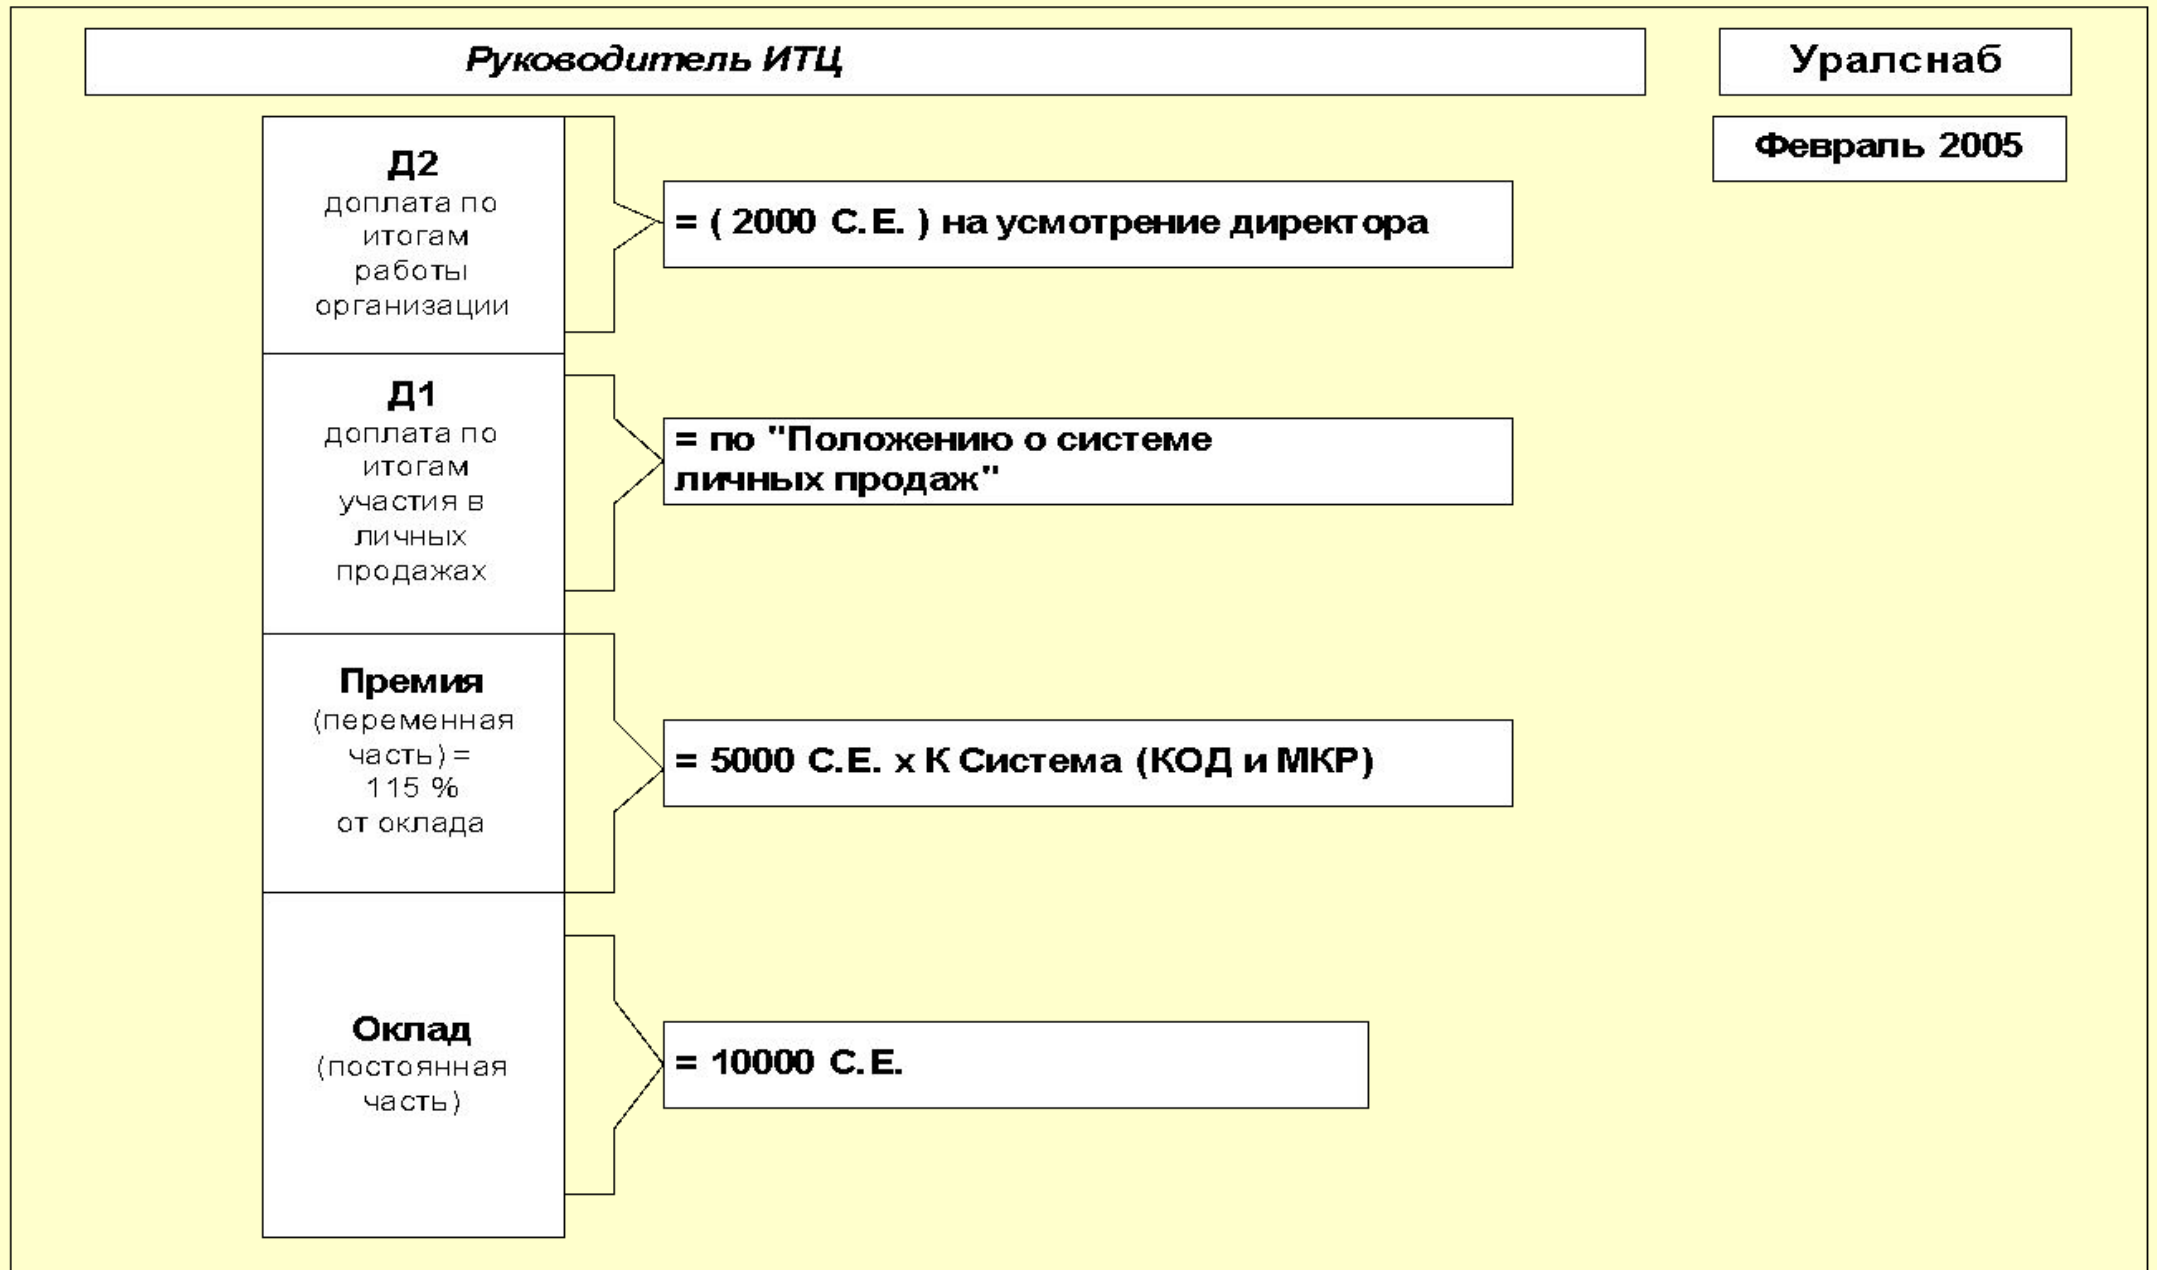 Руководитель ИТЦ
Уралснаб
Февраль 2005
Д2
доплата по
итогам
работы
организации
= ( 2000 С.Е. ) на усмотрение директора
Д1
доплата по
итогам
участия в
личных
продажах
= по "Положению о системе
личных продаж"
Премия
(переменная
часть) =
115 %
от оклада
= 5000 С.Е. х К Система (КОД и МКР)
Оклад
(постоянная
часть)
= 10000 С.Е.